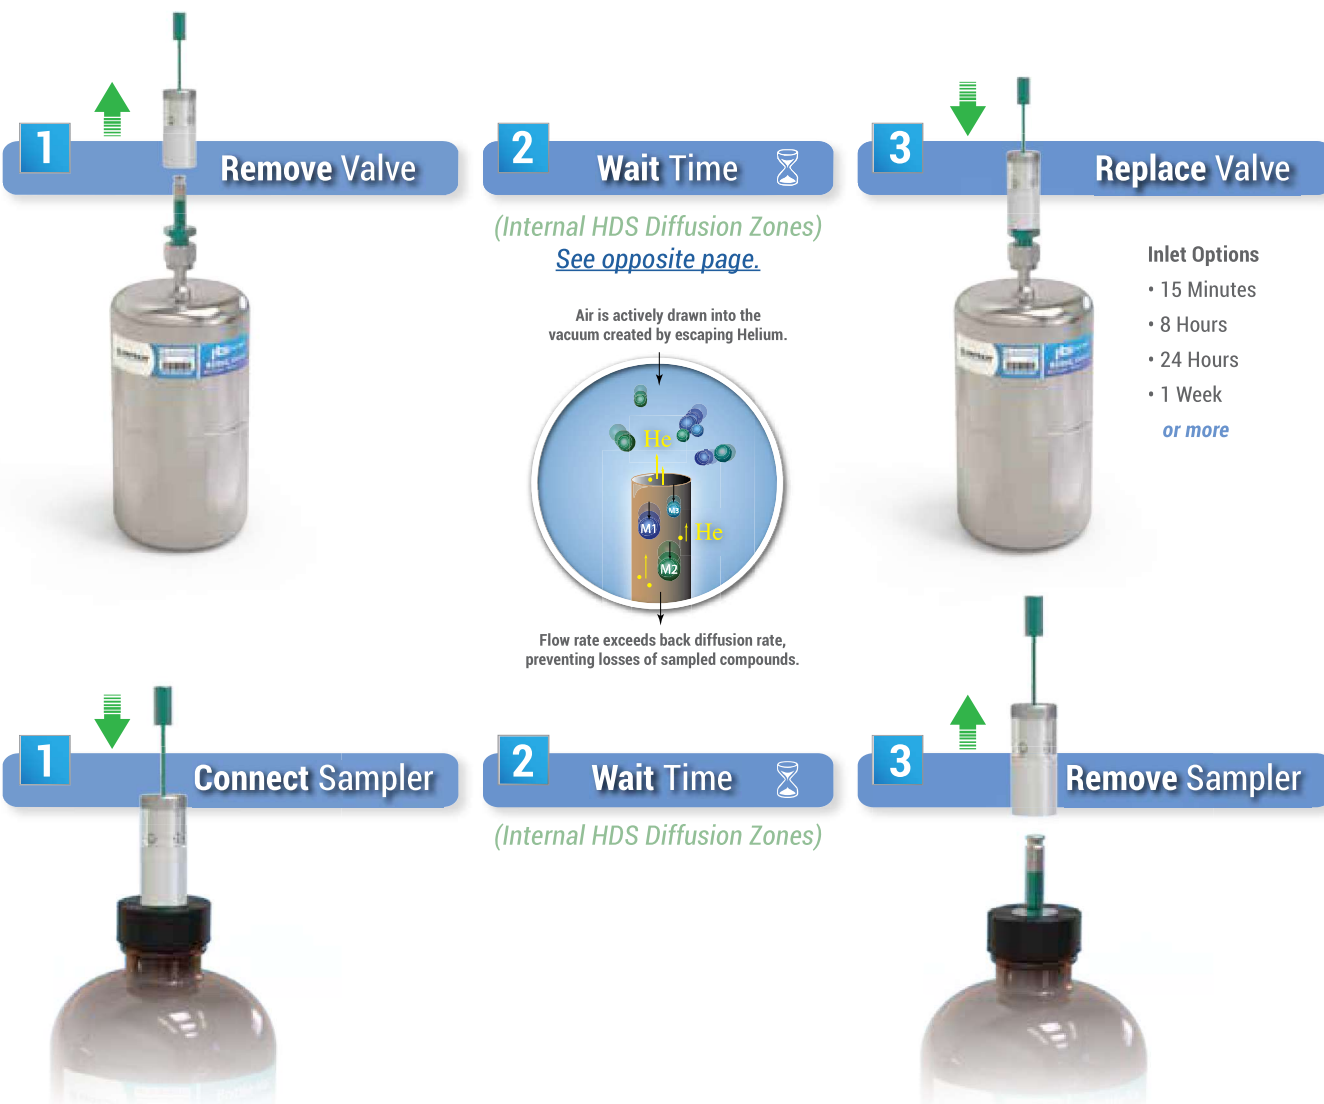 1
Remove Valve
2
Wait Time
(Internal HDS Diffusion Zones)
See opposite page.
Air is actively drawn into the
vacuum created by escaping Helium.
He
M1
M3
He
M2
Flow rate exceeds back diffusion rate,
preventing losses of sampled compounds.
3
Replace Valve
Inlet Options
• 15 Minutes
• 8 Hours
• 24 Hours
• 1 Week
or more
1
Connect Sampler
2
Wait Time
(Internal HDS Diffusion Zones)
3
Remove Sampler